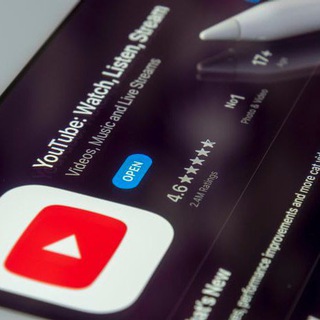 YouTube: Watch, Listen, Stream
Videos, Music and Live Streams
OPEN
4.6★★★★★
2.4M Ratings
No1
Photo & Video
17+
Age
What's New
performance improvements and more cat vid